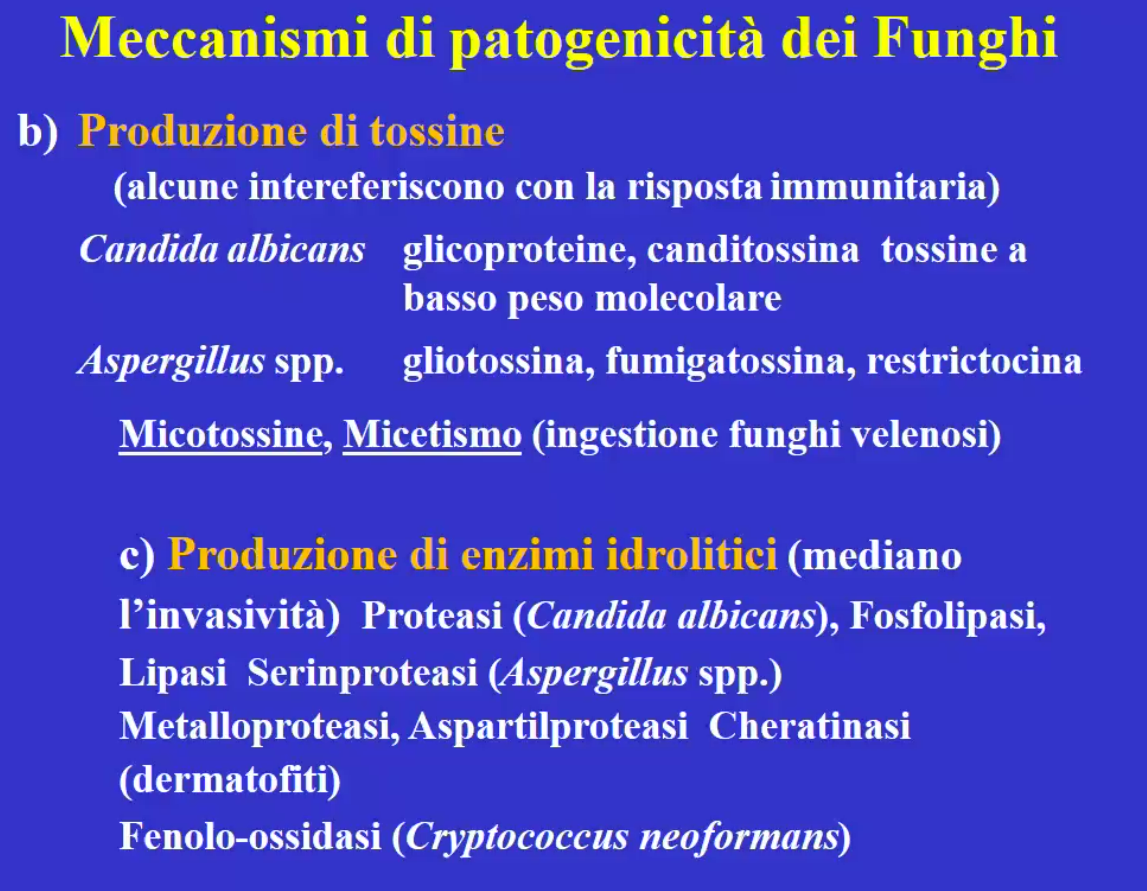 Meccanismi di patogenicità dei Funghi
b) Produzione di tossine
(alcune intereferiscono con la risposta immunitaria)
Candida albicans glicoproteine, canditossina tossine a
basso peso molecolare
Aspergillus spp. gliotossina, fumigatossina, restrictocina
Micotossine, Micetismo (ingestione funghi velenosi)
c) Produzione di enzimi idrolitici (mediano
l’invasività) Proteasi (Candida albicans), Fosfolipasi,
Lipasi Serinproteasi (Aspergillus spp.)
Metalloproteasi, Aspartilproteasi Cheratinasi
(dermatofiti)
Fenolo-ossidasi (Cryptococcus neoformans)